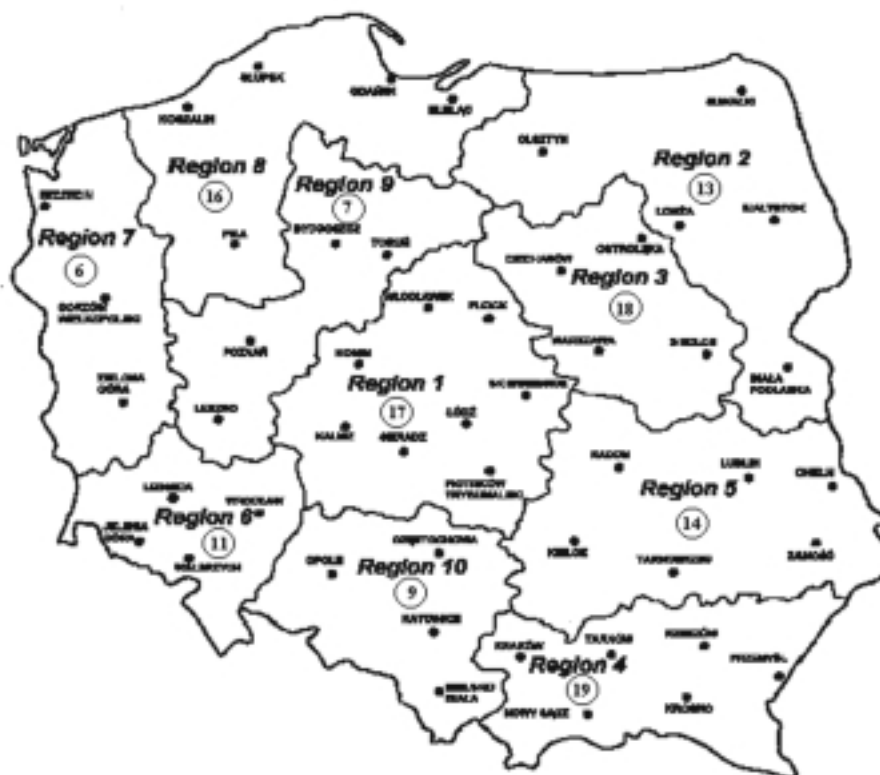 SŁUPSK
GDAŃSK
ELBLĄG
KOSZALIN
SUWAŁKI
OLSZTYN
Region 8
16
Region 9
7
Region 2
13
ŁOMŻA
BIAŁYSTOK
Region 7
6
PIŁA
BYDGOSZCZ
TORUŃ
OSTROŁĘKA
CIECHANÓW
Region 3
18
GORZÓW
WIELKOPOLSKI
WŁOCŁAWEK
PŁOCK
POZNAŃ
KONIN
WARSZAWA
SIEDLCE
ZIELONA
GÓRA
Region 1
17
BIAŁA
PODLASKA
LESZNO
KALISZ
SIERADZ
ŁÓDŹ
PIOTRKÓW
TRYBUNALSKI
RADOM
LUBLIN
CHEŁM
Region 5
14
LEGNICA
WROCŁAW
JELENIA
GÓRA
Region 6
11
WAŁBRZYCH
CZĘSTOCHOWA
OPOLE
Region 10
9
KIELCE
TARNOBRZEG
ZAMOŚĆ
KATOWICE
KRAKÓW
TARNÓW
RZESZÓW
PRZEMYŚL
Region 4
19
BIELSKO
BIAŁA
NOWY SĄCZ
KROSNO